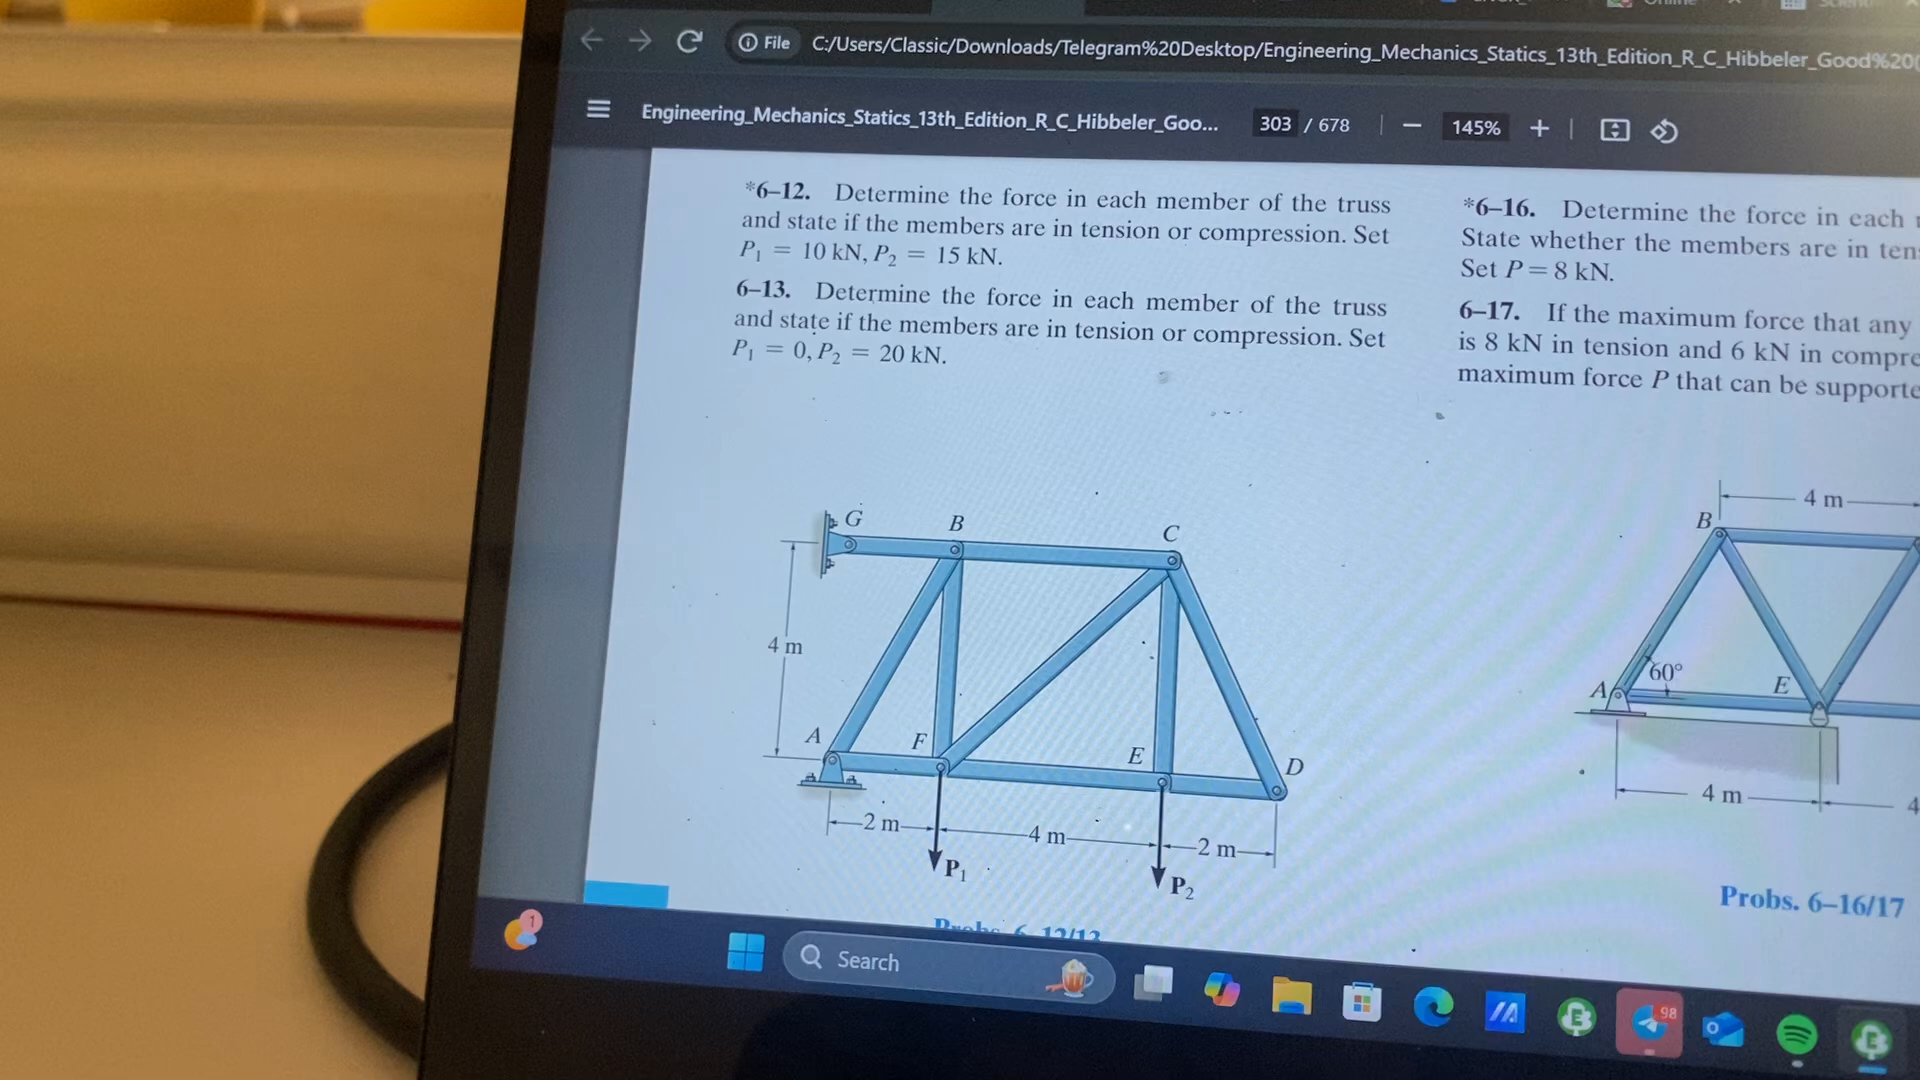 File C:/Users/Classic/Downloads/Telegram%20Desktop/Engineering_Mechanics_Statics_13th_Edition_R_C_Hibbeler_Good%20(
Engineering_Mechanics_Statics_13th_Edition_R_C_Hibbeler_Goo... 303 / 678 145%
*6–12. Determine the force in each member of the truss
and state if the members are in tension or compression. Set
P1 = 10 kN, P2 = 15 kN.
6–13. Determine the force in each member of the truss
and state if the members are in tension or compression. Set
P1 = 0, P2 = 20 kN.
G
B
C
4 m
A
F
E
D
2 m
4 m
2 m
P1
P2
*6–16. Determine the force in each
State whether the members are in
Set P = 8 kN.
6–17. If the maximum force that any
is 8 kN in tension and 6 kN in
maximum force P that can be
4 m
B
60°
A
E
4 m
4
Probs. 6–16/17
1
Search
98